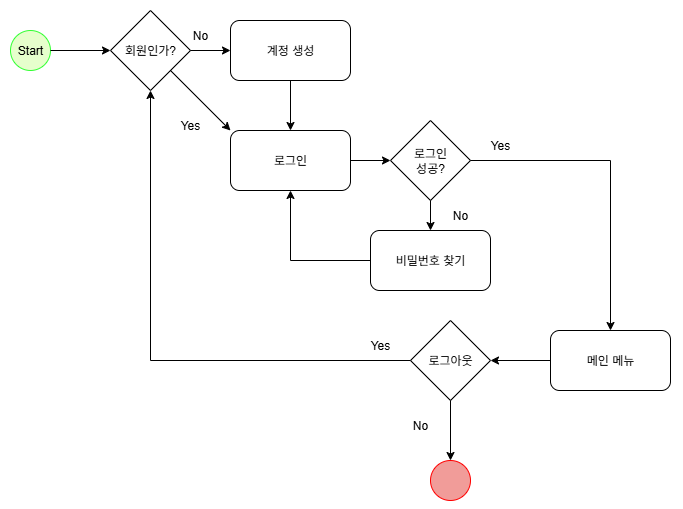 Start
회원인가?
No
계정 생성
Yes
로그인
로그인
성공?
Yes
No
비밀번호 찾기
Yes
로그아웃
메인 메뉴
No